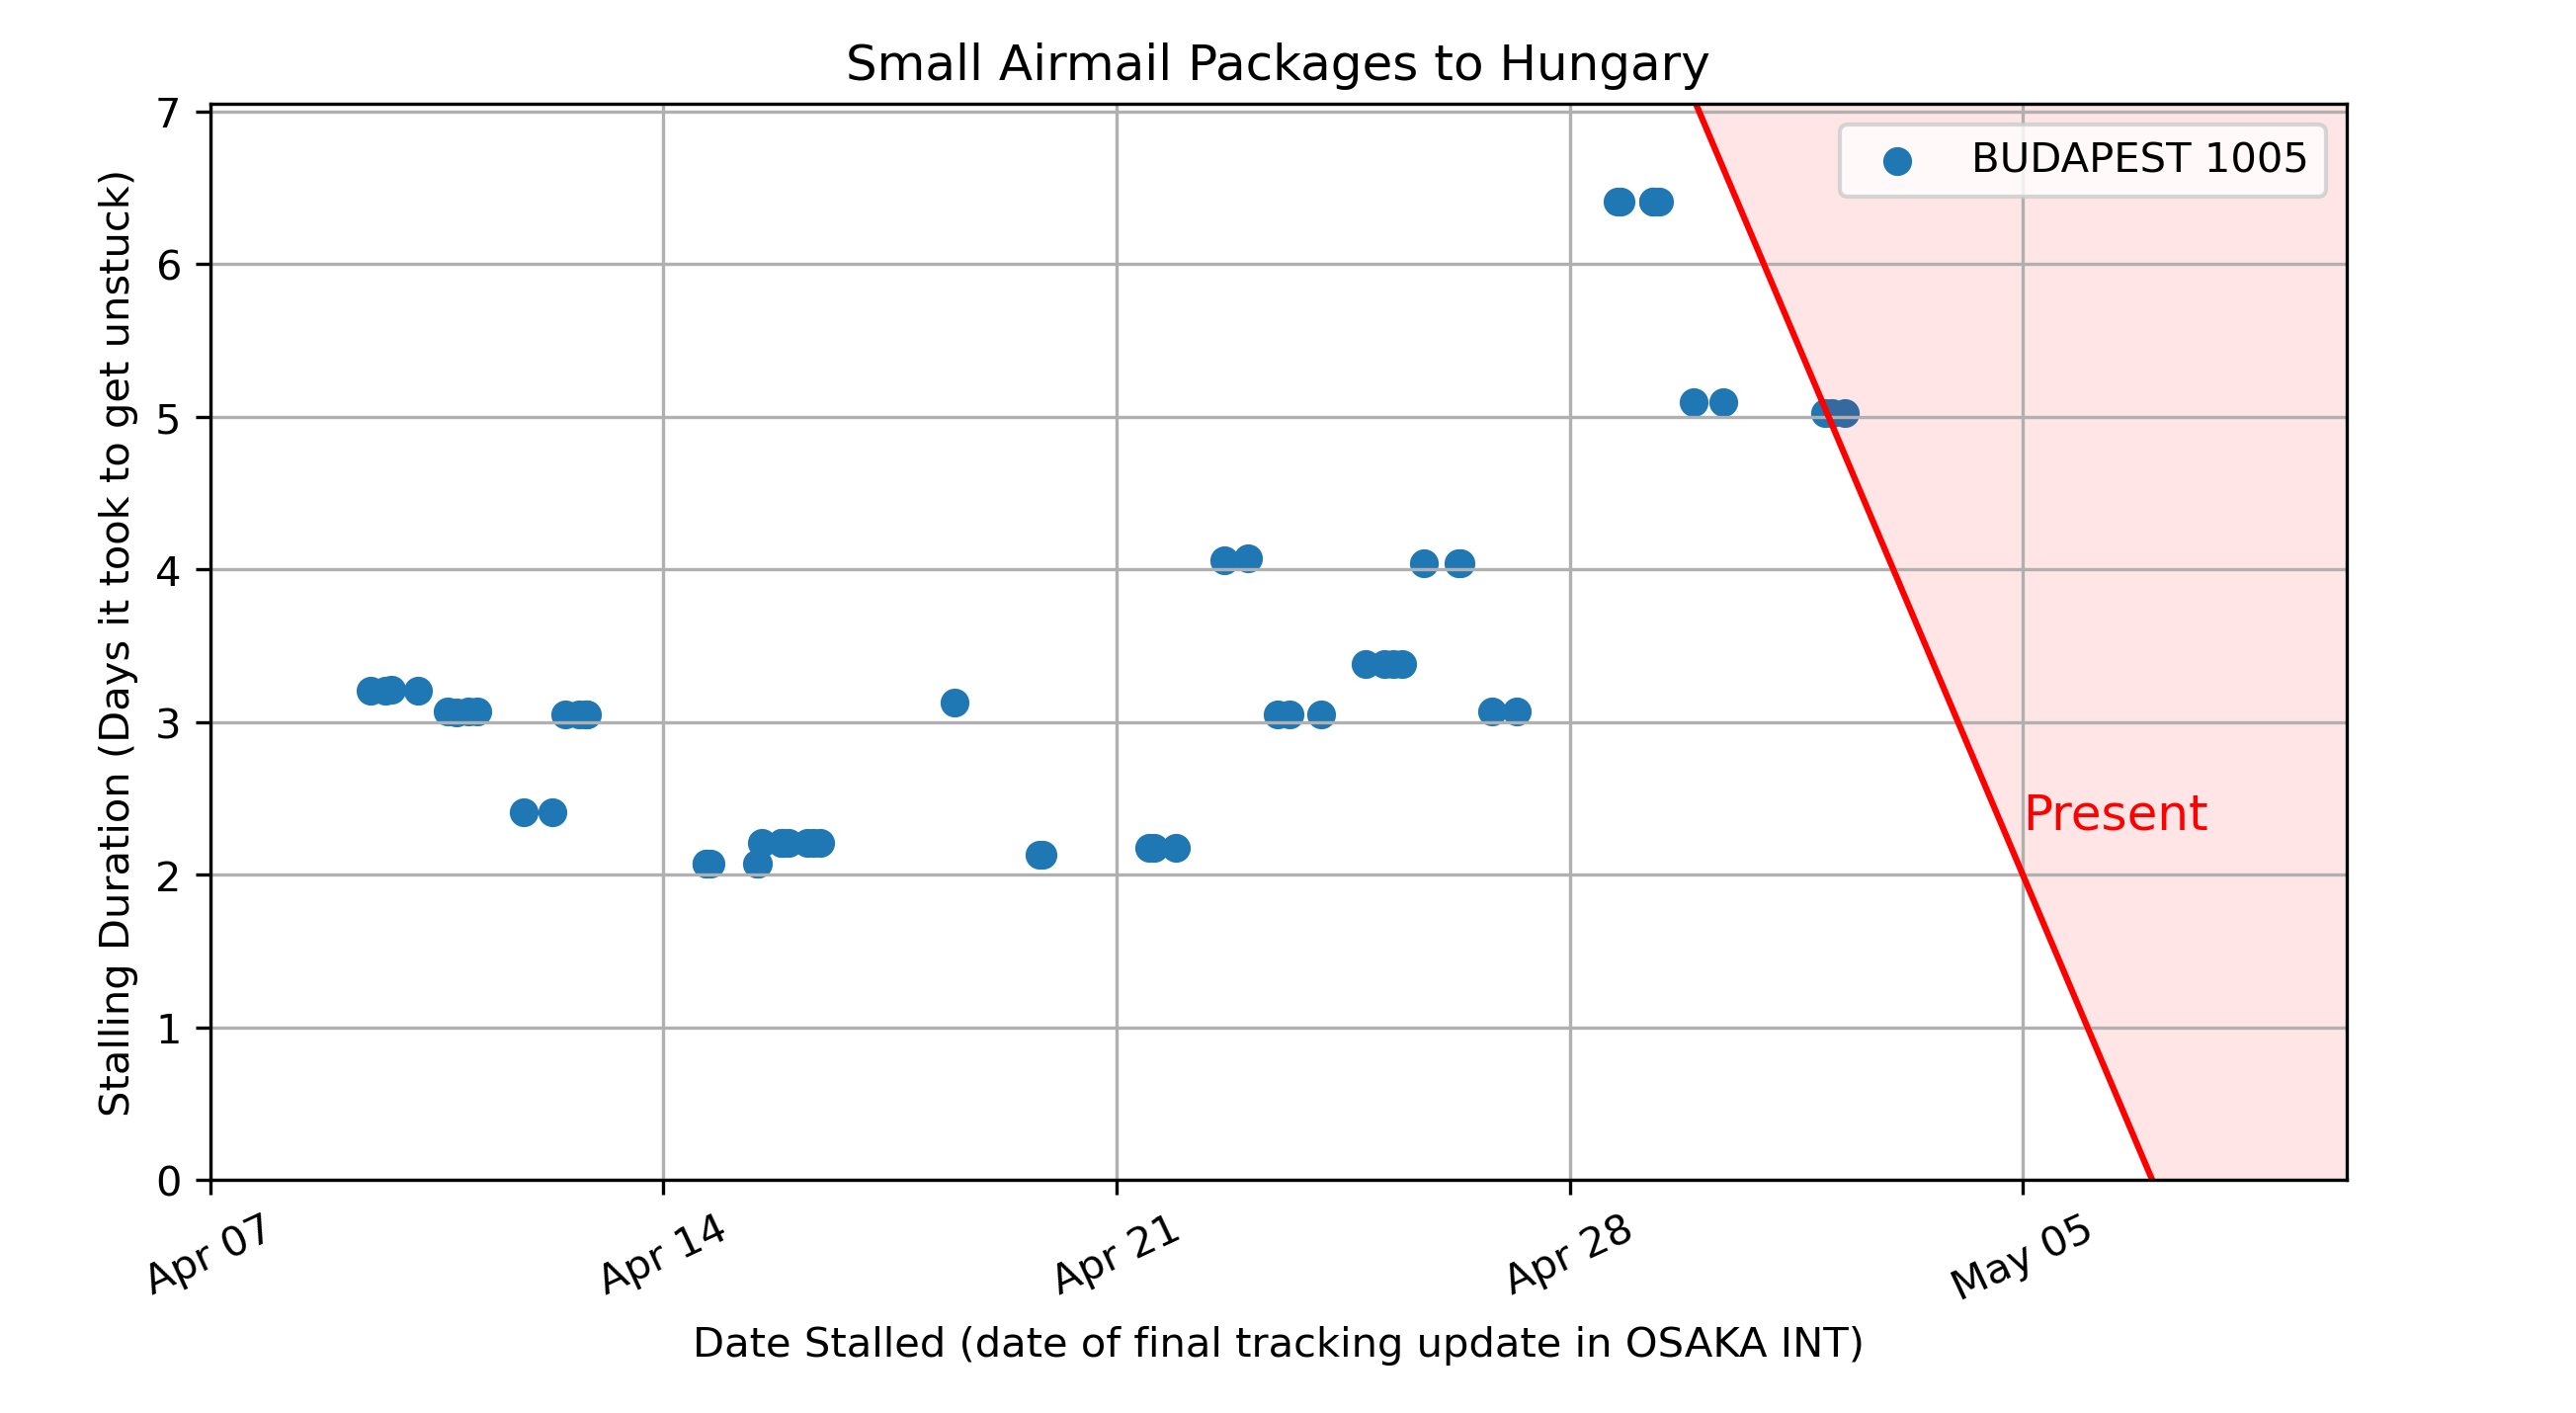 Small Airmail Packages to Hungary
Stalling Duration (Days it took to get unstuck)
7
6
5
4
3
2
1
0
BUDAPEST 1005
Present
Apr 07
Apr 14
Apr 21
Apr 28
May 05
Date Stalled (date of final tracking update in OSAKA INT)